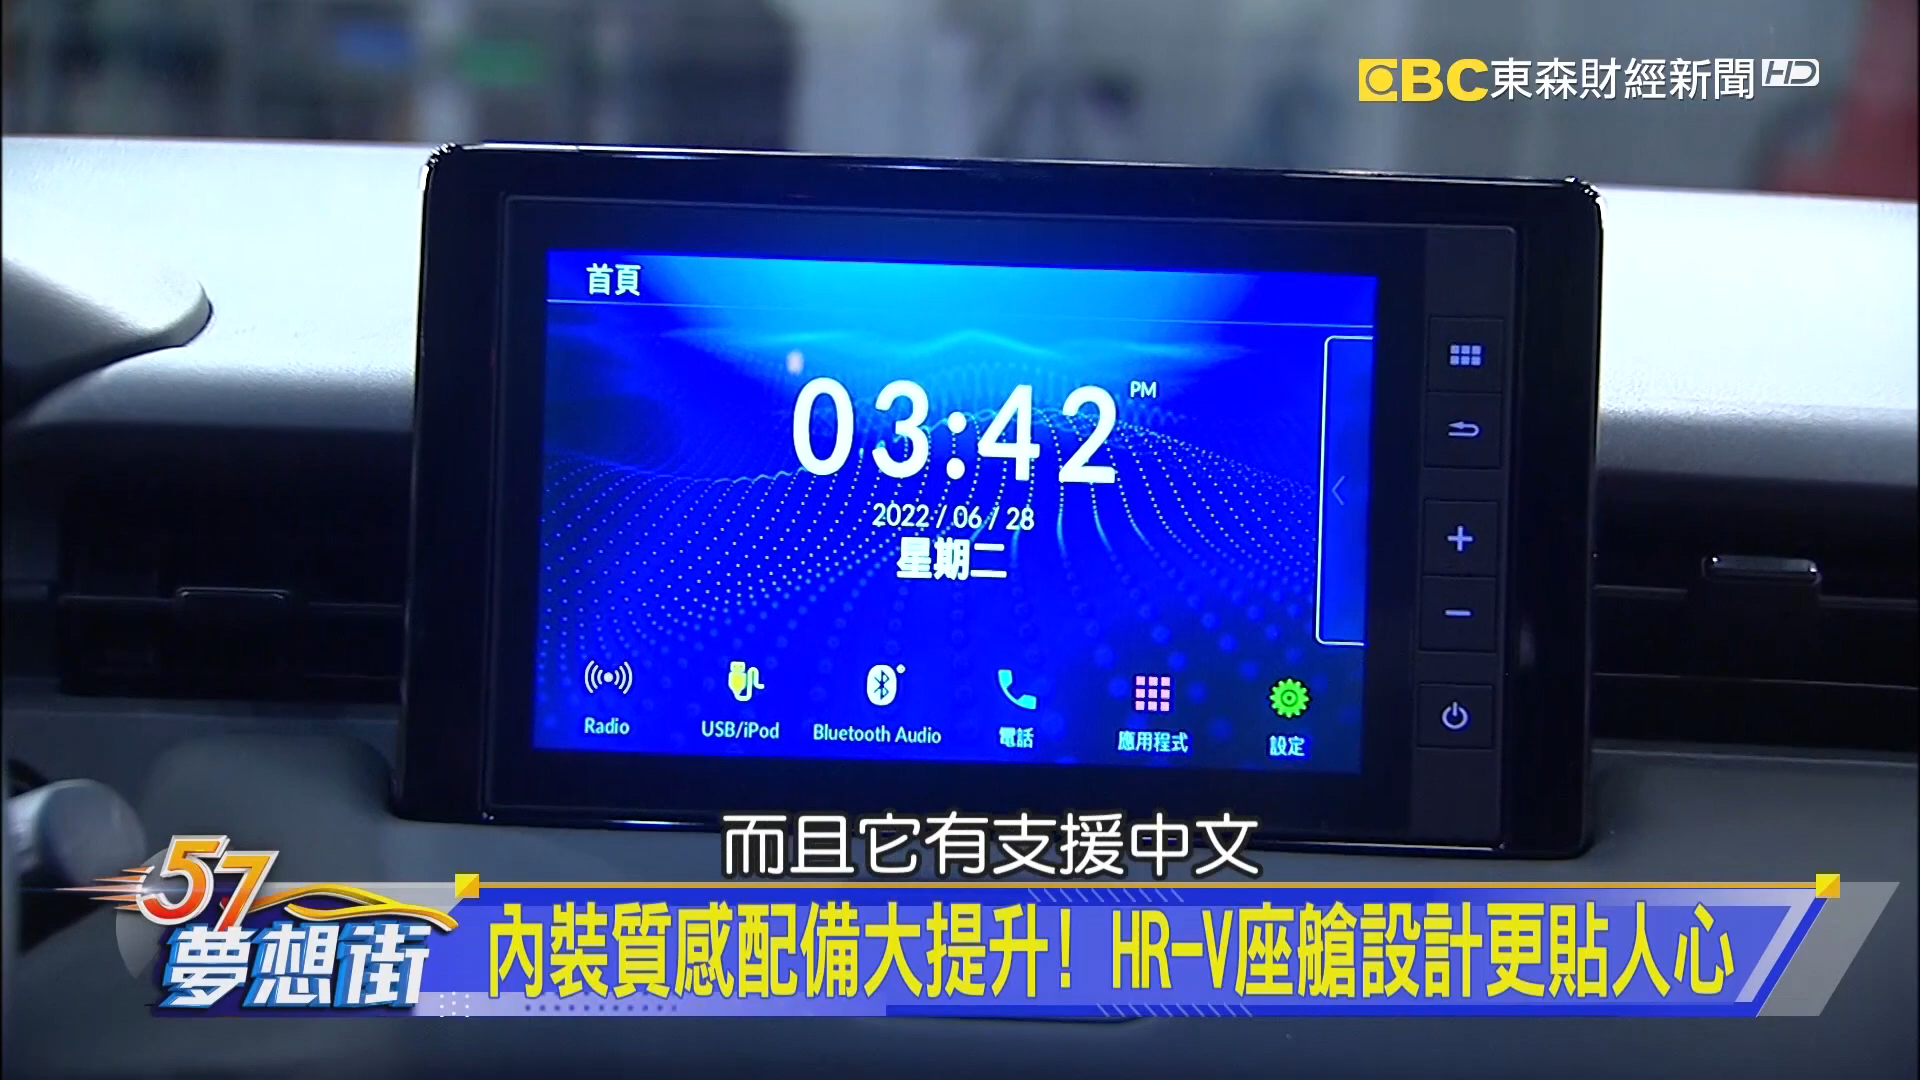 EBC東森財經新聞HD
首頁
03:42 PM
2022 / 06 / 28
星期二
Radio
USB/iPod
Bluetooth Audio
電話
應用程式
設定
而且它有支援中文
57夢想街
內裝質感配備大提升! HR-V座艙設計更貼人心